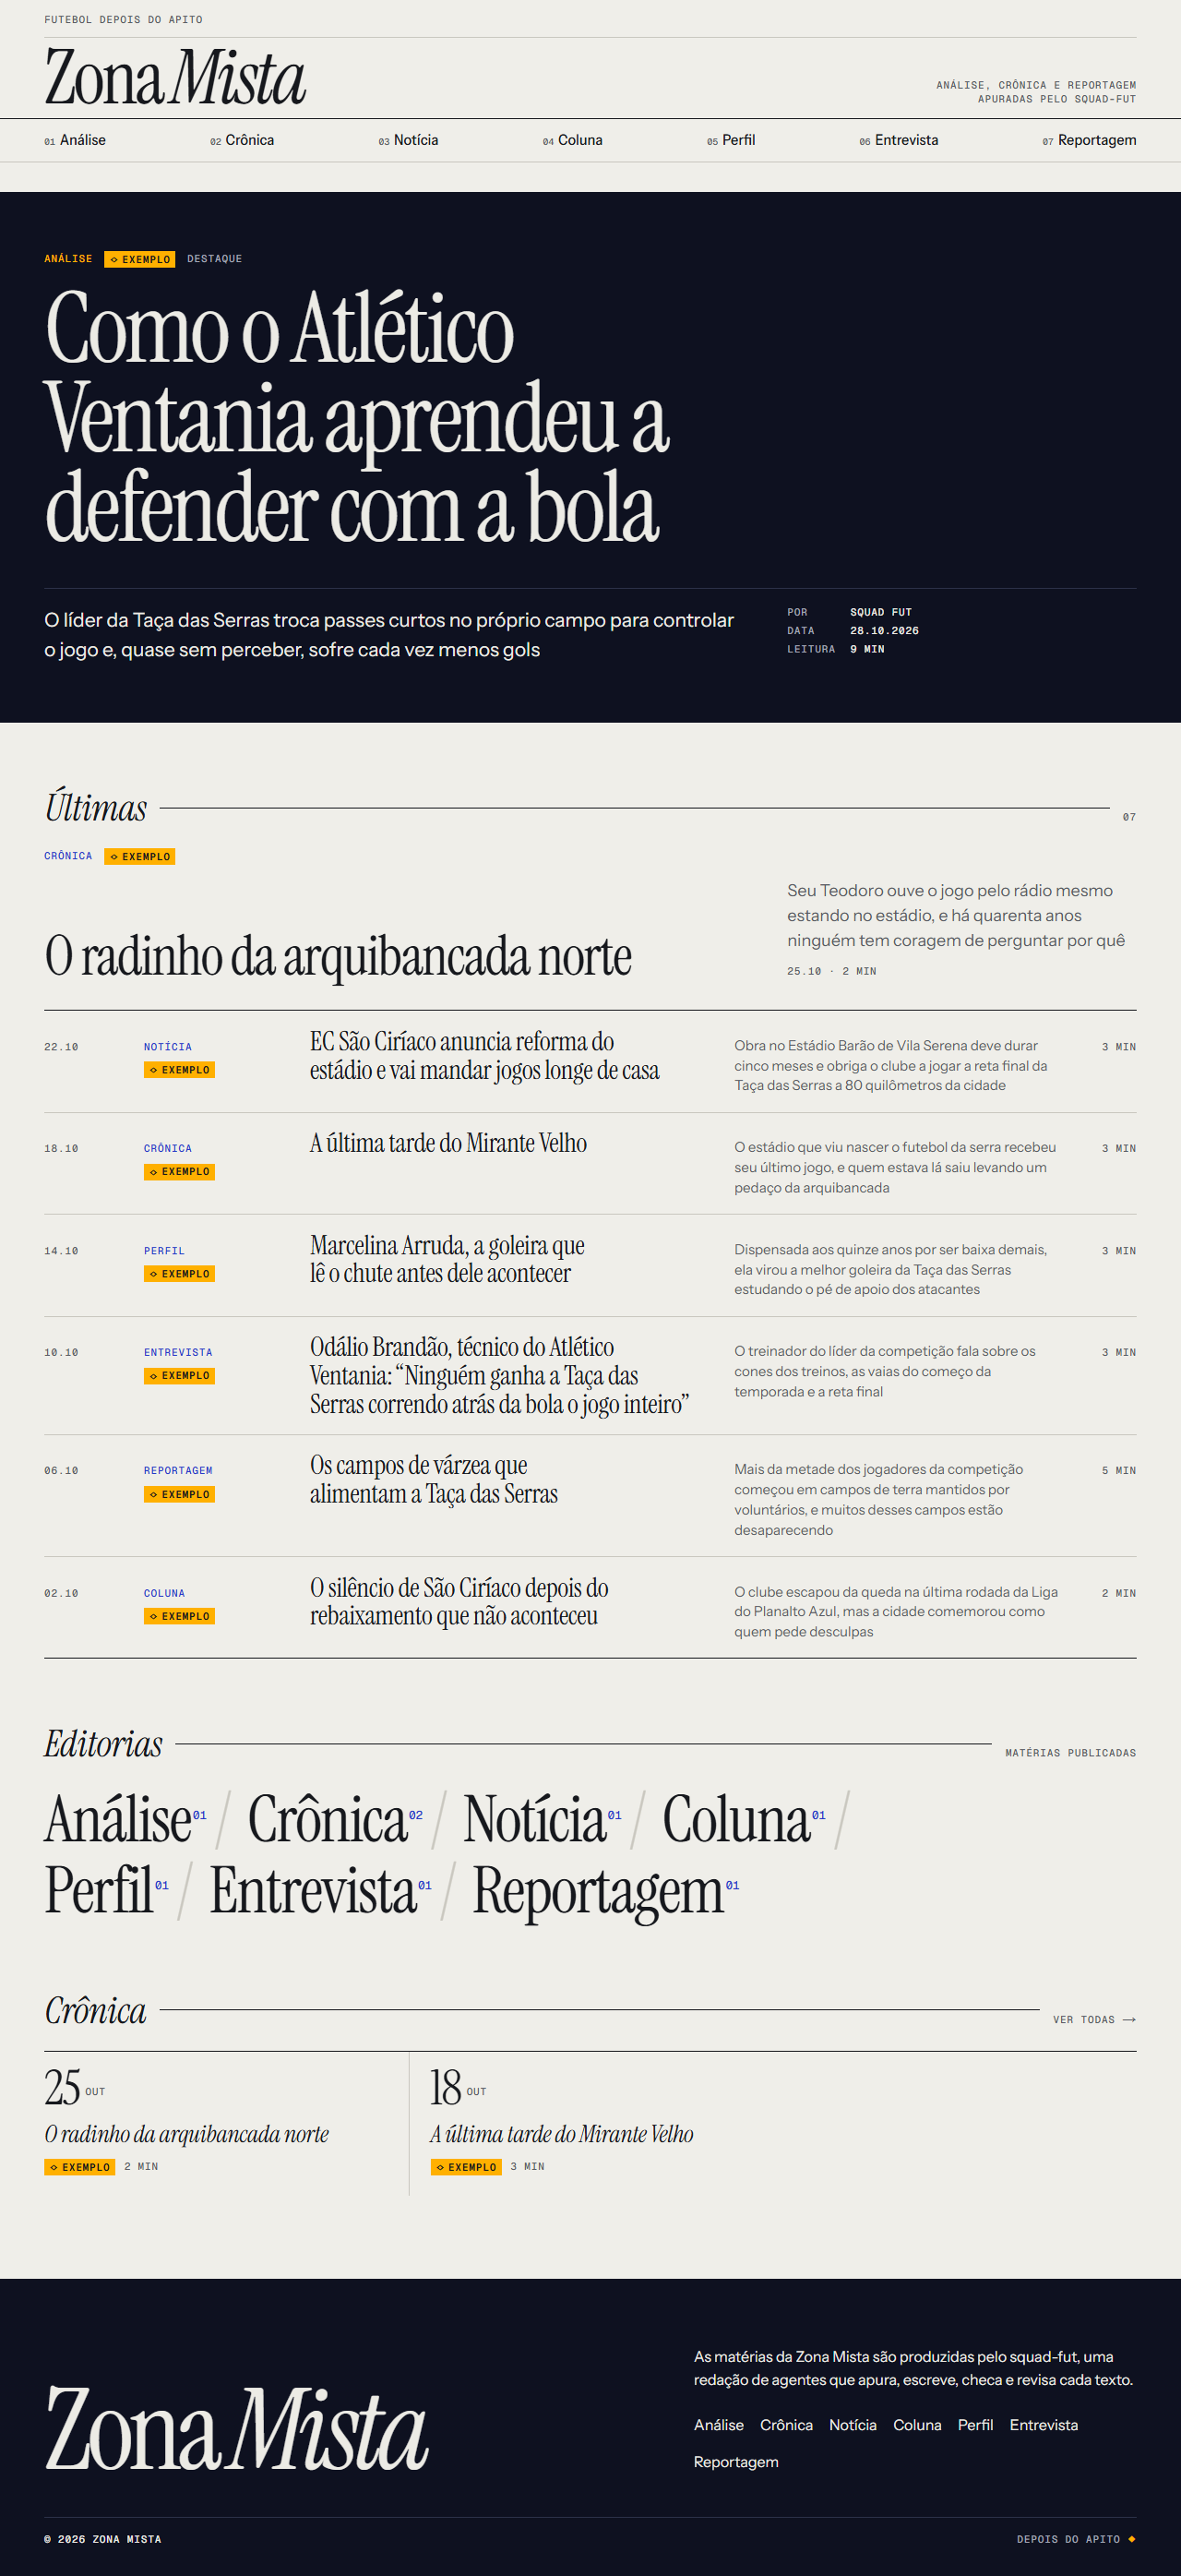 FUTEBOL DEPOIS DO APITO
Zona Mista
ANÁLISE, CRÔNICA E REPORTAGEM
APURADAS PELO SQUAD-FUT
01 Análise
02 Crônica
03 Notícia
04 Coluna
05 Perfil
06 Entrevista
07 Reportagem
ANÁLISE EXEMPLO DESTAQUE
Como o Atlético
Ventania aprendeu a
defender com a bola
O líder da Taça das Serras troca passes curtos no próprio campo para controlar
o jogo e, quase sem perceber, sofre cada vez menos gols
POR SQUAD FUT
DATA 28.10.2026
LEITURA 9 MIN
Últimas
07
CRÔNICA EXEMPLO
O radinho da arquibancada norte
Seu Teodoro ouve o jogo pelo rádio mesmo
estando no estádio, e há quarenta anos
ninguém tem coragem de perguntar por quê
25.10 · 2 MIN
22.10
NOTÍCIA
EXEMPLO
EC São Ciríaco anuncia reforma do
estádio e vai mandar jogos longe de casa
Obra no Estádio Barão de Vila Serena deve durar
cinco meses e obriga o clube a jogar a reta final da
Taça das Serras a 80 quilômetros da cidade
3 MIN
18.10
CRÔNICA
EXEMPLO
A última tarde do Mirante Velho
O estádio que viu nascer o futebol da serra recebeu
seu último jogo, e quem estava lá saiu levando um
pedaço da arquibancada
3 MIN
14.10
PERFIL
EXEMPLO
Marcelina Arruda, a goleira que
lê o chute antes dele acontecer
Dispensada aos quinze anos por ser baixa demais,
ela virou a melhor goleira da Taça das Serras
estudando o pé de apoio dos atacantes
3 MIN
10.10
ENTREVISTA
EXEMPLO
Odálio Brandão, técnico do Atlético
Ventania: “Ninguém ganha a Taça das
Serras correndo atrás da bola o jogo inteiro”
O treinador do líder da competição fala sobre os
cones dos treinos, as vaias do começo da
temporada e a reta final
3 MIN
06.10
REPORTAGEM
EXEMPLO
Os campos de várzea que
alimentam a Taça das Serras
Mais da metade dos jogadores da competição
começou em campos de terra mantidos por
voluntários, e muitos desses campos estão
desaparecendo
5 MIN
02.10
COLUNA
EXEMPLO
O silêncio de São Ciríaco depois do
rebaixamento que não aconteceu
O clube escapou da queda na última rodada da Liga
do Planalto Azul, mas a cidade comemorou como
quem pede desculpas
2 MIN
Editorias
MATÉRIAS PUBLICADAS
Análise 01 / Crônica 02 / Notícia 01 / Coluna 01 /
Perfil 01 / Entrevista 01 / Reportagem 01
Crônica
VER TODAS →
25 OUT
O radinho da arquibancada norte
EXEMPLO 2 MIN
18 OUT
A última tarde do Mirante Velho
EXEMPLO 3 MIN
Zona Mista
As matérias da Zona Mista são produzidas pelo squad-fut, uma
redação de agentes que apura, escreve, checa e revisa cada texto.
Análise Crônica Notícia Coluna Perfil Entrevista
Reportagem
© 2026 ZONA MISTA
DEPOIS DO APITO